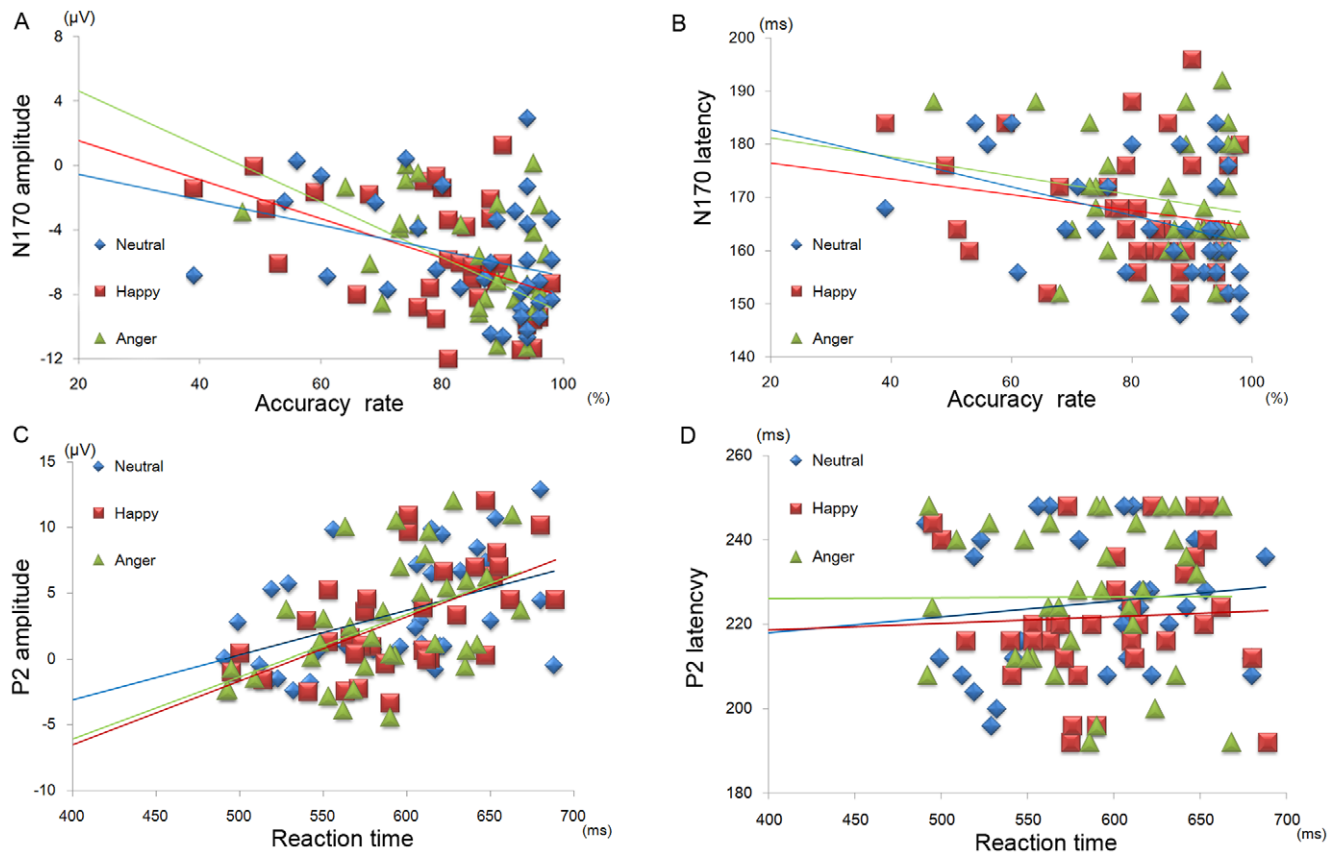 A (μV)
8
4
0
-4
-8
-12
N170 amplitude
Neutral
Happy
Anger
20 40 60 80 100
Accuracy rate (%)
B (ms)
200
190
180
170
160
150
140
N170 latency
Neutral
Happy
Anger
20 40 60 80 100
Accuracy rate (%)
C (μV)
15
10
5
0
-5
-10
P2 amplitude
Neutral
Happy
Anger
400 450 500 550 600 650 700
Reaction time (ms)
D (ms)
260
240
220
200
180
P2 latencvy
Neutral
Happy
Anger
400 500 550 600 650 700
Reaction time (ms)